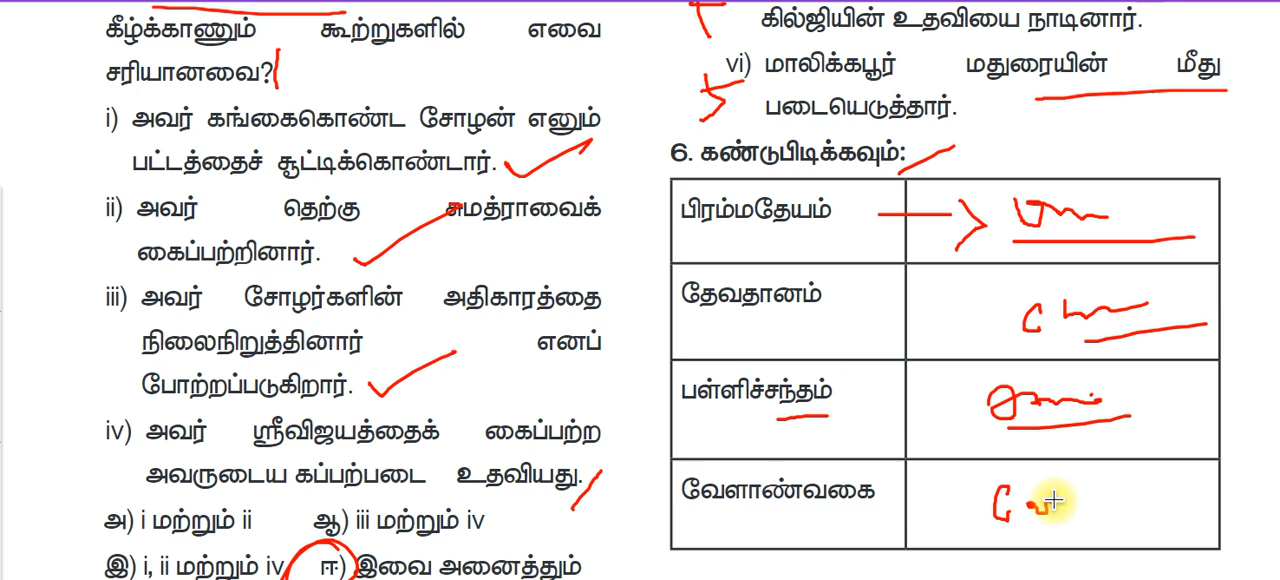 கீழ்க்காணும் கூற்றுகளில் எவை
சரியானவை?
i) அவர் கங்கைகொண்ட சோழன் எனும்
பட்டத்தைச் சூட்டிக்கொண்டார்.
ii) அவர் தெற்கு சுமத்ராவைக்
கைப்பற்றினார்.
iii) அவர் சோழர்களின் அதிகாரத்தை
நிலைநிறுத்தினார் எனப்
போற்றப்படுகிறார்.
iv) அவர் ஸ்ரீவிஜயத்தைக் கைப்பற்ற
அவருடைய கப்பற்படை உதவியது.
அ) i மற்றும் ii ஆ) iii மற்றும் iv
இ) i, ii மற்றும் iv ஈ) இவை அனைத்தும்
கில்ஜியின் உதவியை நாடினார்.
vi) மாலிக்கபூர் மதுரையின் மீது
படையெடுத்தார்.
6. கண்டுபிடிக்கவும்:
பிரம்மதேயம்
தேவதானம்
பள்ளிச்சந்தம்
வேளாண்வகை